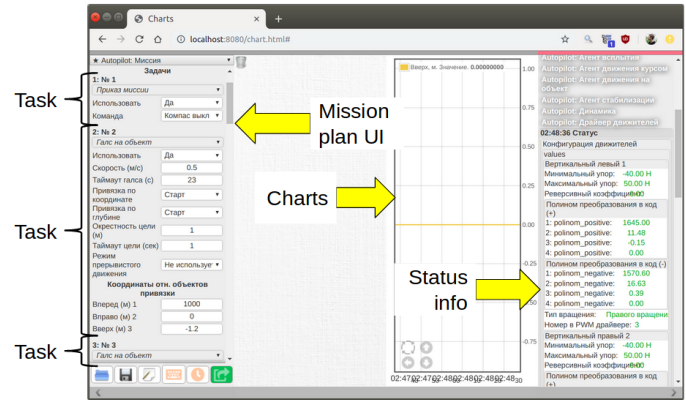 Charts
localhost:8080/chart.html#
★ Autopilot: Миссия
Задачи
1: № 1
Приказ миссии
Использовать Да
Команда Компас выкл
2: № 2
Галс на объект
Использовать Да
Скорость (м/с) 0.5
Таймаут галса (с) 23
Привязка по
координате Старт
Привязка по
глубине Старт
Окрестность цели
(м) 1
Таймаут цели (сек) 1
Режим
прерывистого
движения Не используе
Координаты отн. объектов
привязки
Вперед (м) 1 1000
Вправо (м) 2 0
Вверх (м) 3 -1.2
3: № 3
Галс на объект
Task
Task
Task
Mission
plan UI
Charts
Status
info
Вверх, м. Значение: 0.00000000
1.00
0.75
0.50
0.25
0.00
-0.25
-0.75
Autopilot: Агент всплытия
Autopilot: Агент движения курсом
Autopilot: Агент движения на
объект
Autopilot: Агент стабилизации
Autopilot: Динамика
Autopilot: Драйвер движителей
02:48:36 Статус
Конфигурация движителей
values
Вертикальный левый 1
Минимальный упор: -40.00 Н
Максимальный упор: 50.00 Н
Реверсивный коэффициент:
Полином преобразования в код
(+)
1: polinom_positive: 1645.00
2: polinom_positive: 11.48
3: polinom_positive: -0.15
4: polinom_positive: 0.00
Полином преобразования в код (-)
1: polinom_negative: 1570.60
2: polinom_negative: 16.63
3: polinom_negative: 0.39
4: polinom_negative: 0.00
Тип вращения: Правого вращени
Номер в PWM драйвере: 3
Вертикальный правый 2
Минимальный упор: -40.00 Н
Максимальный упор: 50.00 Н
Реверсивный коэффициент:
Полином преобразования в код
(+)